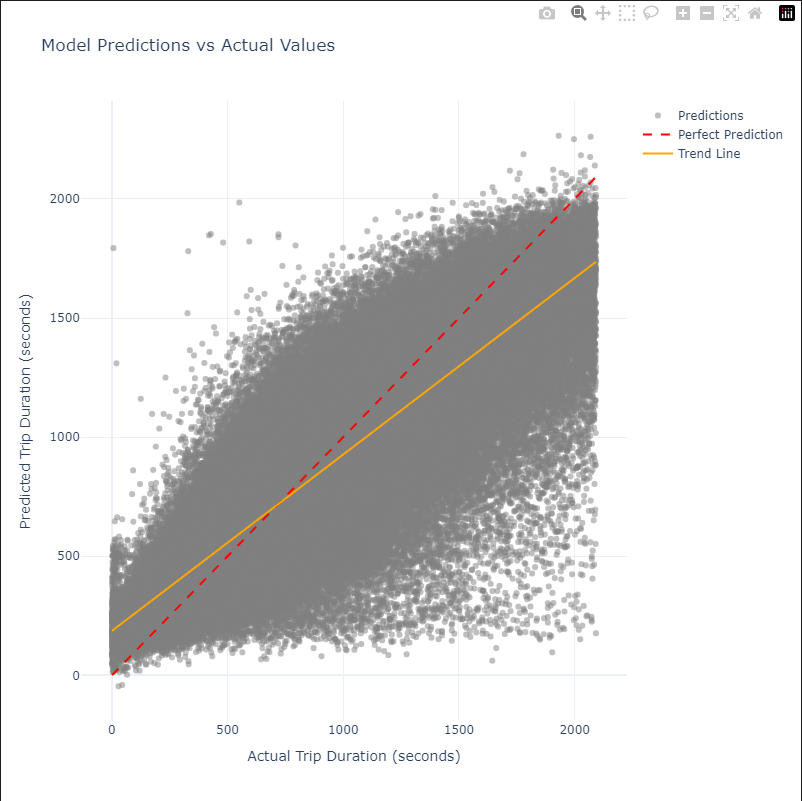 Model Predictions vs Actual Values
Predictions
Perfect Prediction
Trend Line
Predicted Trip Duration (seconds)
2000
1500
1000
500
0
0 500 1000 1500 2000
Actual Trip Duration (seconds)